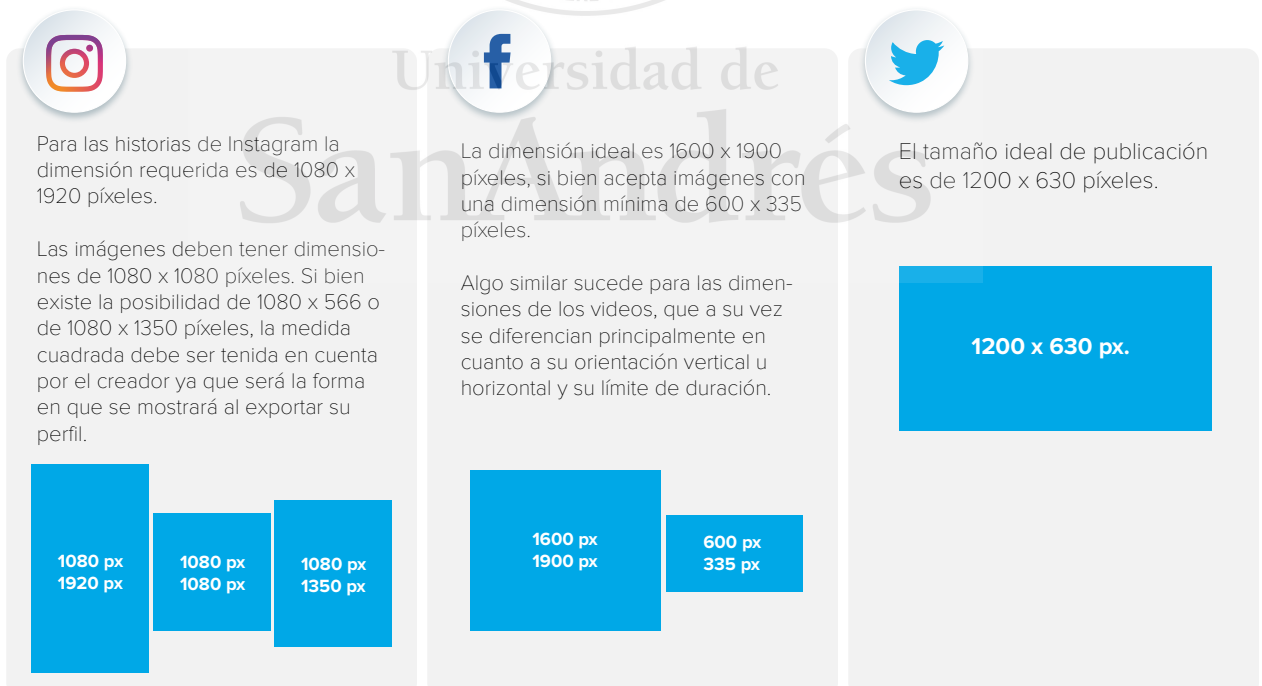 Universidad de
SanAndrés
Para las historias de Instagram la
dimensión requerida es de 1080 x
1920 píxeles.
Las imágenes deben tener dimensio-
nes de 1080 x 1080 píxeles. Si bien
existe la posibilidad de 1080 x 566 o
de 1080 x 1350 píxeles, la medida
cuadrada debe ser tenida en cuenta
por el creador ya que será la forma
en que se mostrará al exportar su
perfil.
1080 px
1920 px
1080 px
1080 px
1080 px
1350 px
La dimensión ideal es 1600 x 1900
píxeles, si bien acepta imágenes con
una dimensión mínima de 600 x 335
píxeles.
Algo similar sucede para las dimen-
siones de los videos, que a su vez
se diferencian principalmente en
cuanto a su orientación vertical u
horizontal y su límite de duración.
1600 px
1900 px
600 px
335 px
El tamaño ideal de publicación
es de 1200 x 630 píxeles.
1200 x 630 px.